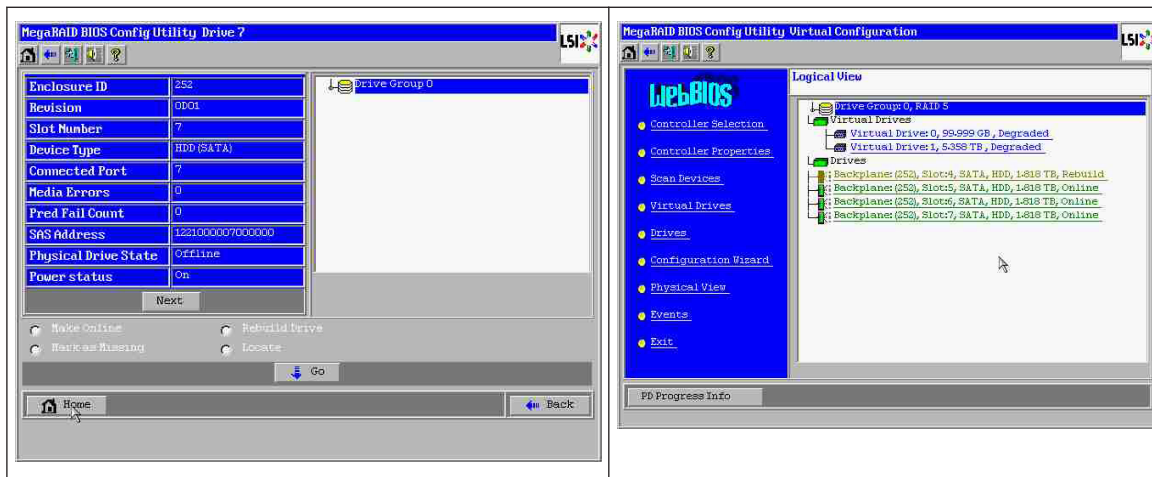 MegaRAID BIOS Config Utility Drive 7
LSI
Enclosure ID 252
Revision 0D01
Slot Number 7
Device Type HDD (SATA)
Connected Port 7
Media Errors 0
Pred Fail Count 0
SAS Address 1221000007000000
Physical Drive State Offline
Power status On
Next
Drive Group 0
Make Online Rebuild Drive
Mark as Missing Locate
Go
Home Back
MegaRAID BIOS Config Utility Virtual Configuration
LSI
WebBIOS
Controller Selection
Controller Properties
Scan Devices
Virtual Drives
Drives
Configuration Wizard
Physical View
Events
Exit
Logical View
Drive Group: 0, RAID 5
Virtual Drives
Virtual Drive: 0, 99.999 GB, Degraded
Virtual Drive: 1, 5.358 TB, Degraded
Drives
Backplane: (252), Slot:4, SATA, HDD, 1.818 TB, Rebuild
Backplane: (252), Slot:5, SATA, HDD, 1.818 TB, Online
Backplane: (252), Slot:6, SATA, HDD, 1.818 TB, Online
Backplane: (252), Slot:7, SATA, HDD, 1.818 TB, Online
PD Progress Info